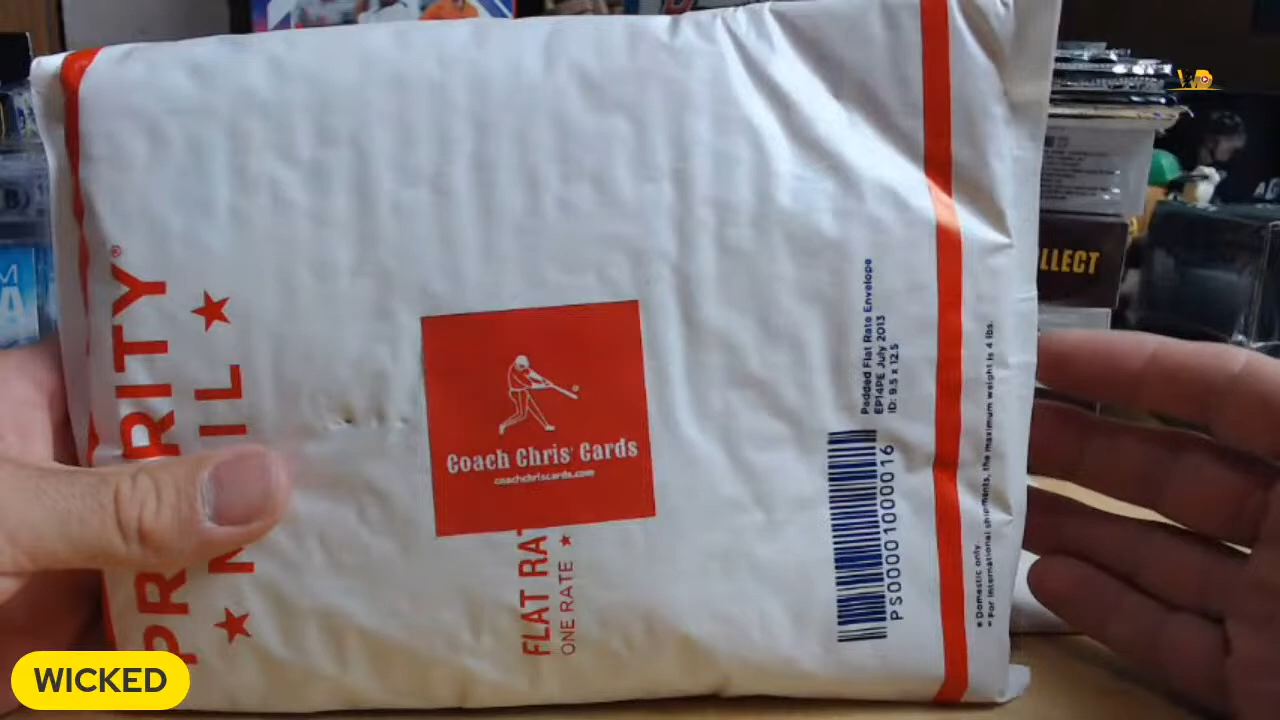 PRIORITY®
★ MAIL ★
FLAT RAT
ONE RATE ★
Coach Chris' Cards
coachchriscards.com
Padded Flat Rate Envelope
EP14PE July 2013
ID: 9.5 x 12.5
PS00001000016
* Domestic only.
** For international shipments, the maximum weight is 4 lbs.
LLECT
WICKED